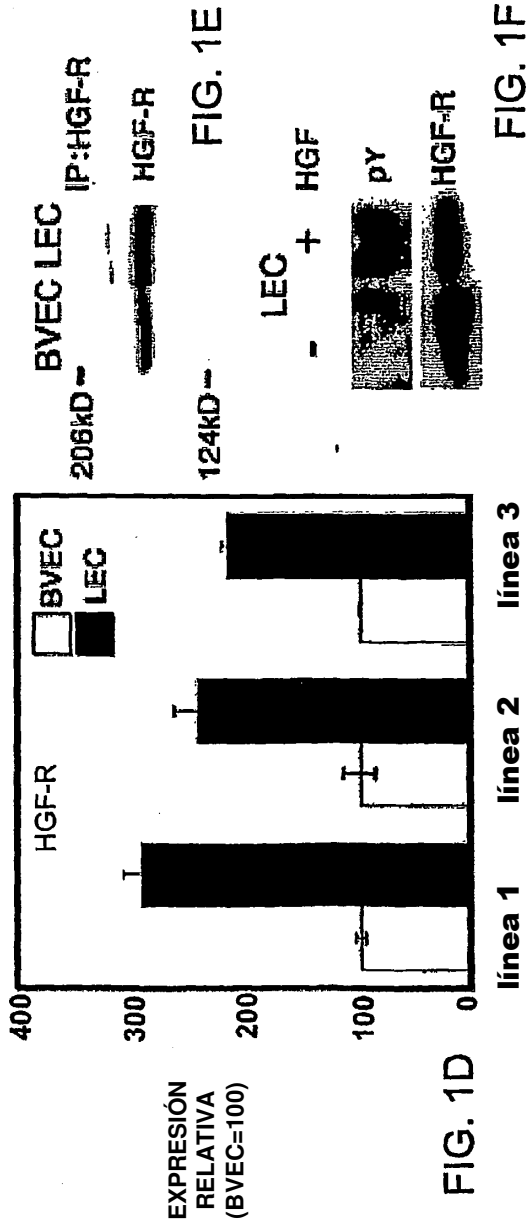 EXPRESIÓN
RELATIVA
(BVEC=100)
400
300
200
100
0
HGF-R
BVEC
LEC
línea 1
línea 2
línea 3
FIG. 1D
BVEC LEC
206kD
IP:HGF-R
HGF-R
124kD
FIG. 1E
LEC
- +
HGF
pY
HGF-R
FIG. 1F